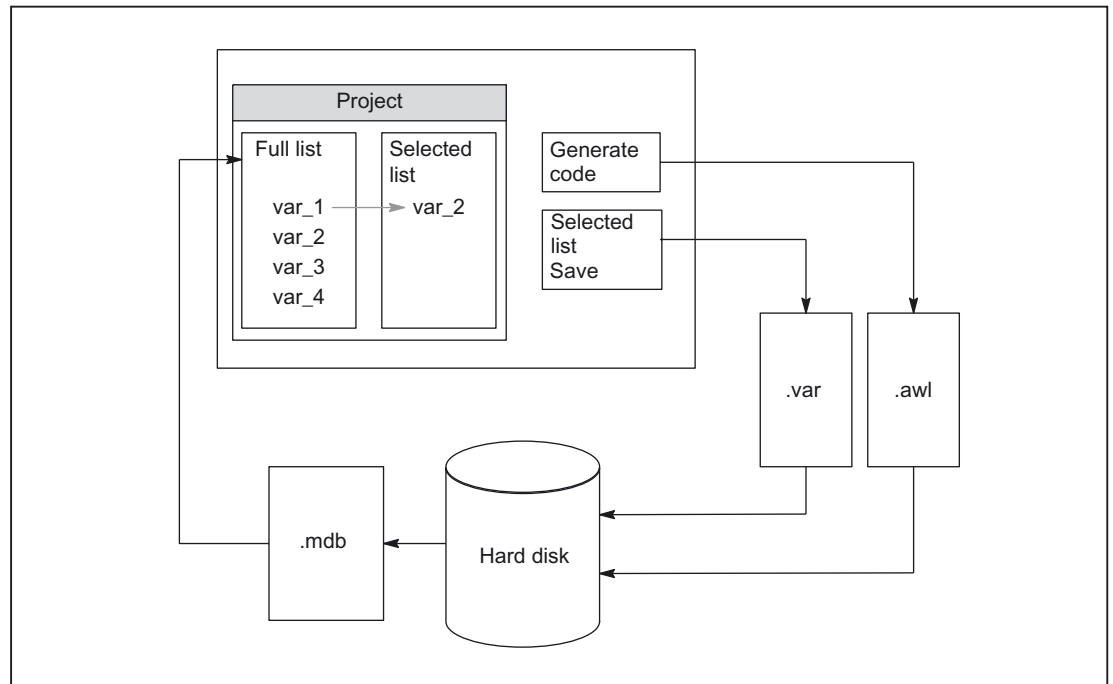 Project
Full list
var_1
var_2
var_3
var_4
Selected
list
var_2
Generate
code
Selected
list
Save
.var
.awl
.mdb
Hard disk